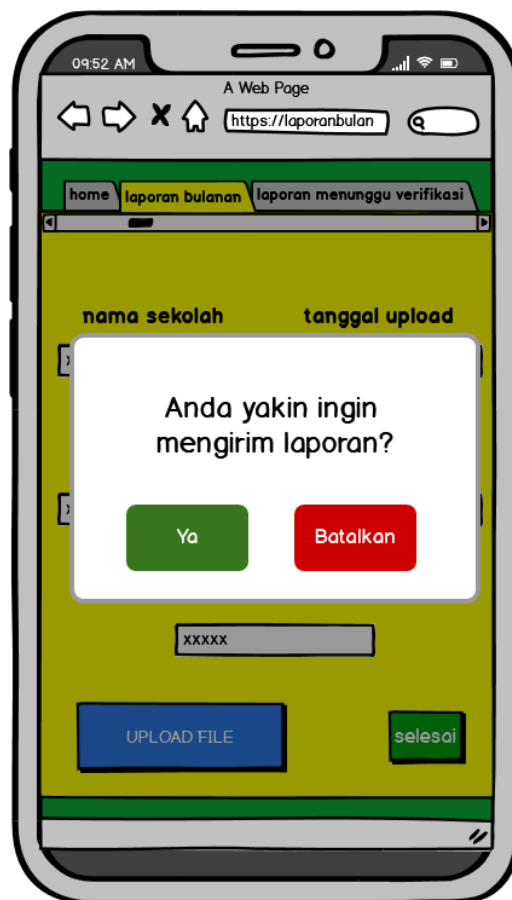 09:52 AM
A Web Page
https://laporanbulan
home laporan bulanan laporan menunggu verifikasi
nama sekolah tanggal upload
Anda yakin ingin
mengirim laporan?
Ya Batalkan
xxxxx
UPLOAD FILE selesai